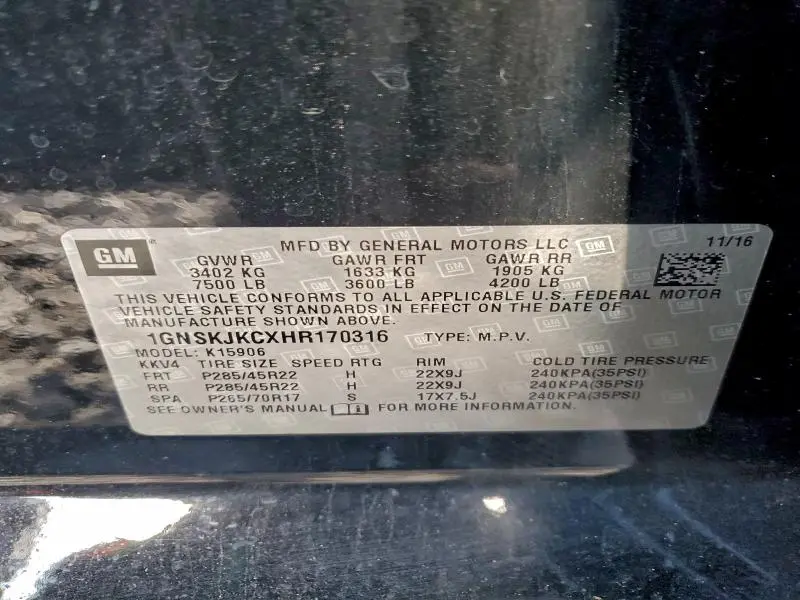 GM
MFD BY GENERAL MOTORS LLC 11/16
GVWR GAWR FRT GAWR RR
3402 KG 1633 KG 1905 KG
7500 LB 3600 LB 4200 LB
THIS VEHICLE CONFORMS TO ALL APPLICABLE U.S. FEDERAL MOTOR
VEHICLE SAFETY STANDARDS IN EFFECT ON THE DATE OF
MANUFACTURE SHOWN ABOVE.
1GNSKJKCXHR170316 TYPE: M.P.V.
MODEL: K15906
KKV4 TIRE SIZE SPEED RTG RIM COLD TIRE PRESSURE
FRT P285/45R22 H 22X9J 240KPA(35PSI)
RR P285/45R22 H 22X9J 240KPA(35PSI)
SPA P265/70R17 S 17X7.5J 240KPA(35PSI)
SEE OWNER'S MANUAL FOR MORE INFORMATION.